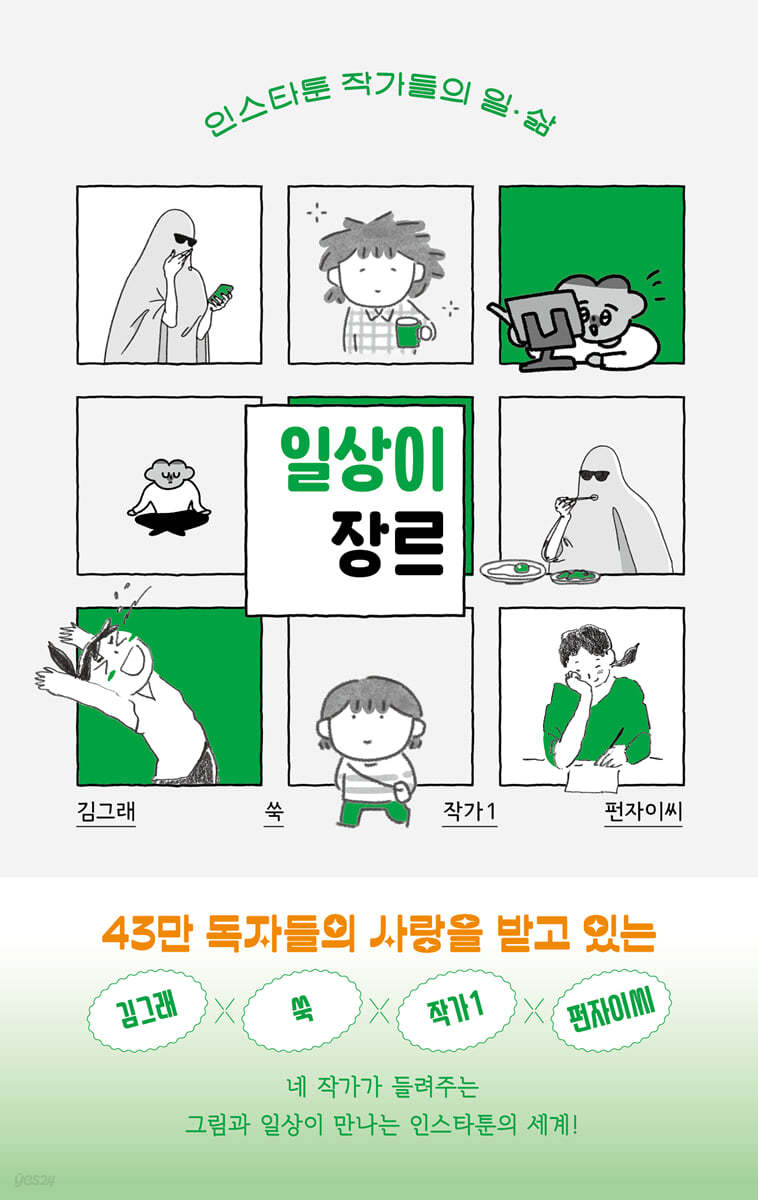 인스타툰 작가들의 일·삶
일상이
장르
김그래 쑥 작가1 펀자이씨
43만 독자들의 사랑을 받고 있는
김그래 × 쑥 × 작가1 × 펀자이씨
네 작가가 들려주는
그림과 일상이 만나는 인스타툰의 세계!
yes24